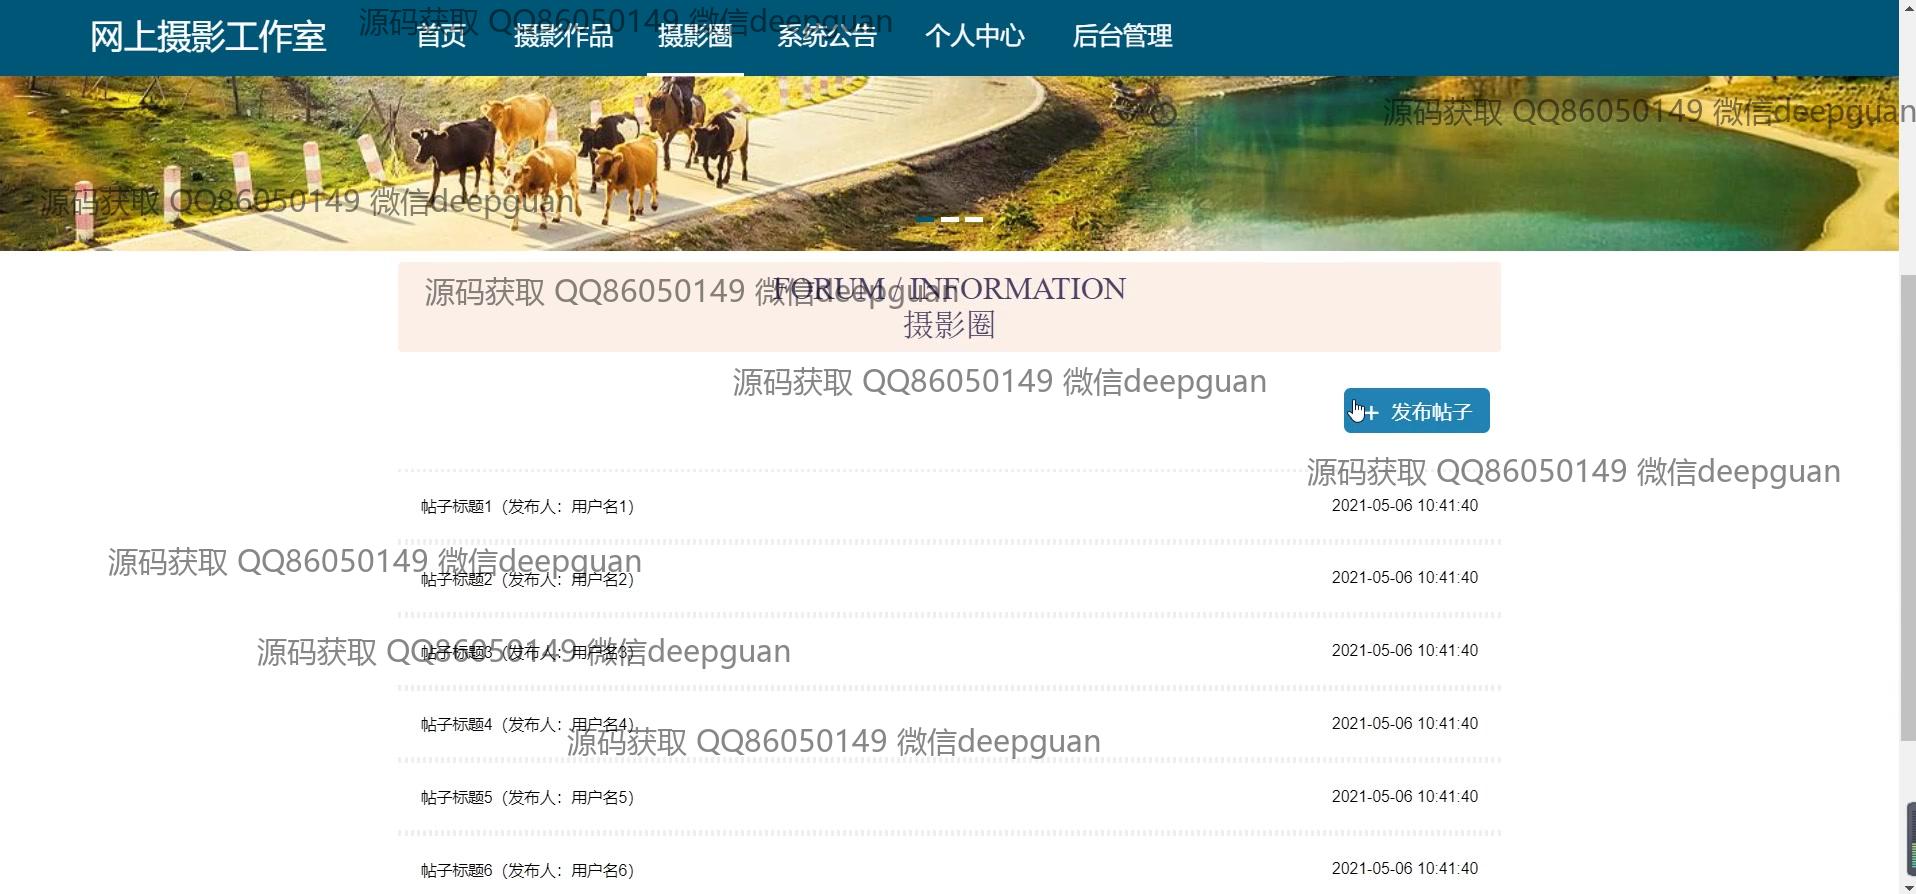 网上摄影工作室 首页 摄影作品 摄影圈 系统公告 个人中心 后台管理
源码获取 QQ86050149 微信deepguan
源码获取 QQ86050149 微信deepguan
源码获取 QQ86050149 微信deepguan
FORUM / INFORMATION
源码获取 QQ86050149 微信deepguan
摄影圈
源码获取 QQ86050149 微信deepguan
+ 发布帖子
源码获取 QQ86050149 微信deepguan
帖子标题1（发布人：用户名1） 2021-05-06 10:41:40
源码获取 QQ86050149 微信deepguan
帖子标题2（发布人：用户名2） 2021-05-06 10:41:40
源码获取 QQ86050149 微信deepguan
帖子标题3（发布人：用户名3） 2021-05-06 10:41:40
帖子标题4（发布人：用户名4） 2021-05-06 10:41:40
源码获取 QQ86050149 微信deepguan
帖子标题5（发布人：用户名5） 2021-05-06 10:41:40
帖子标题6（发布人：用户名6） 2021-05-06 10:41:40